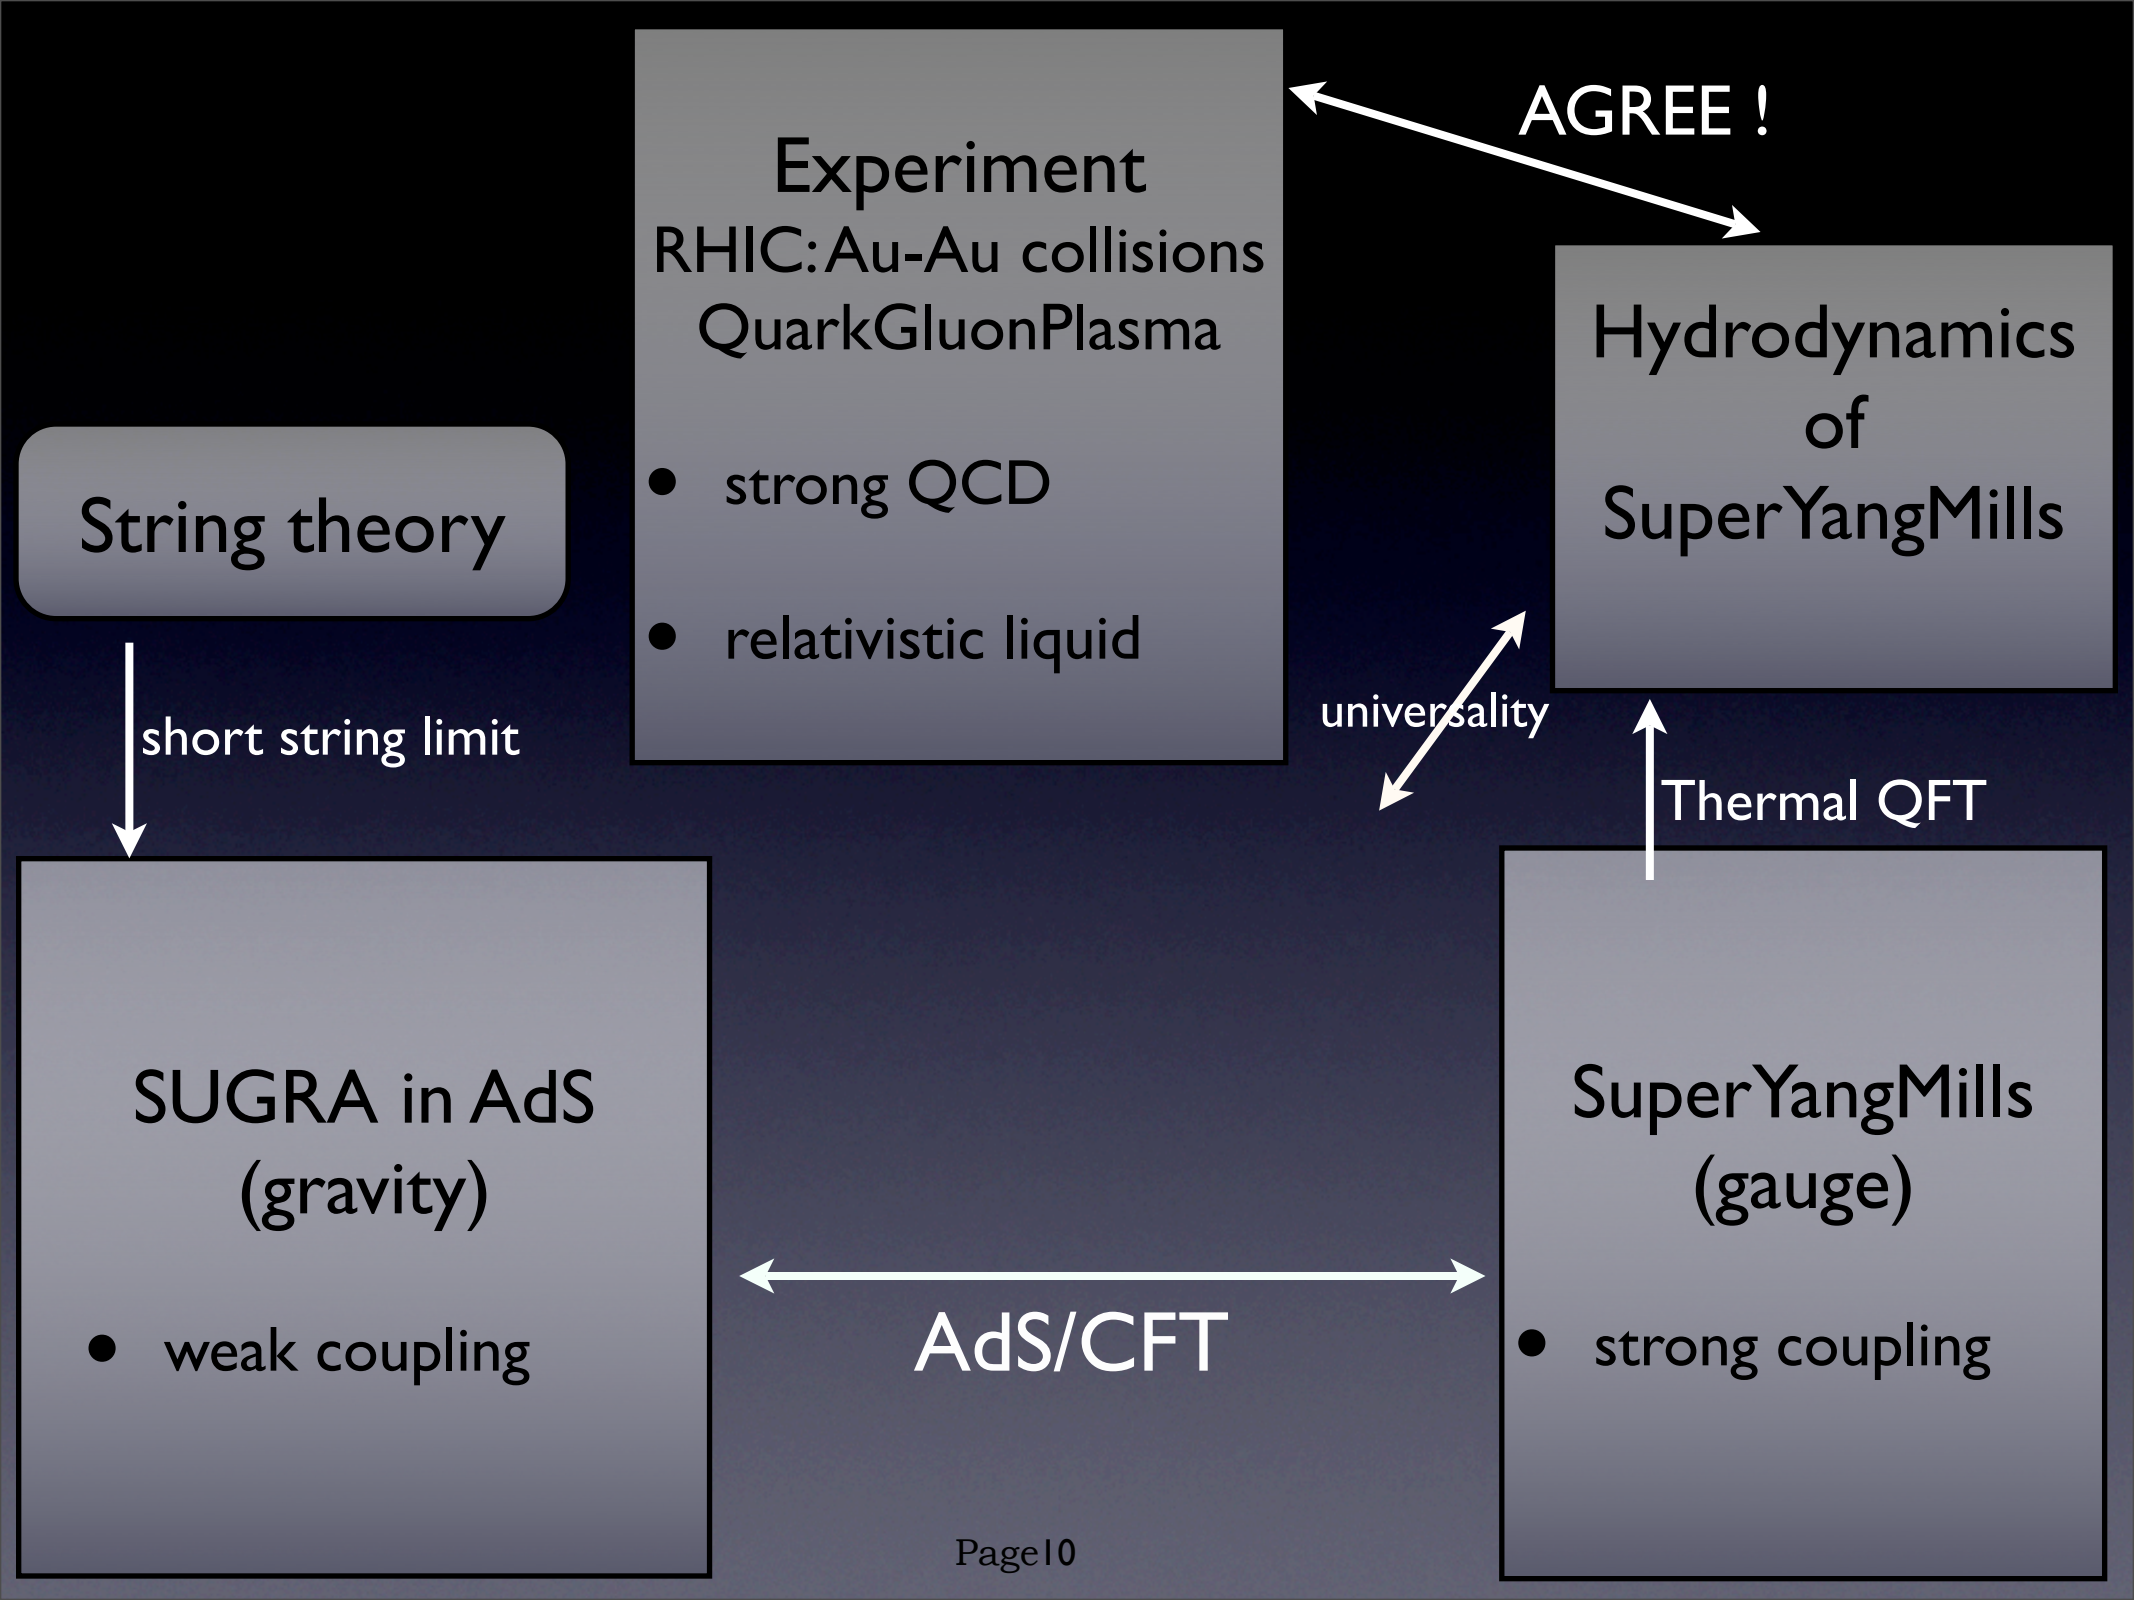 Experiment
RHIC: Au-Au collisions
QuarkGluonPlasma
• strong QCD
• relativistic liquid
AGREE !
Hydrodynamics
of
SuperYangMills
String theory
short string limit
universality
Thermal QFT
SUGRA in AdS
(gravity)
• weak coupling
AdS/CFT
SuperYangMills
(gauge)
• strong coupling
Page10